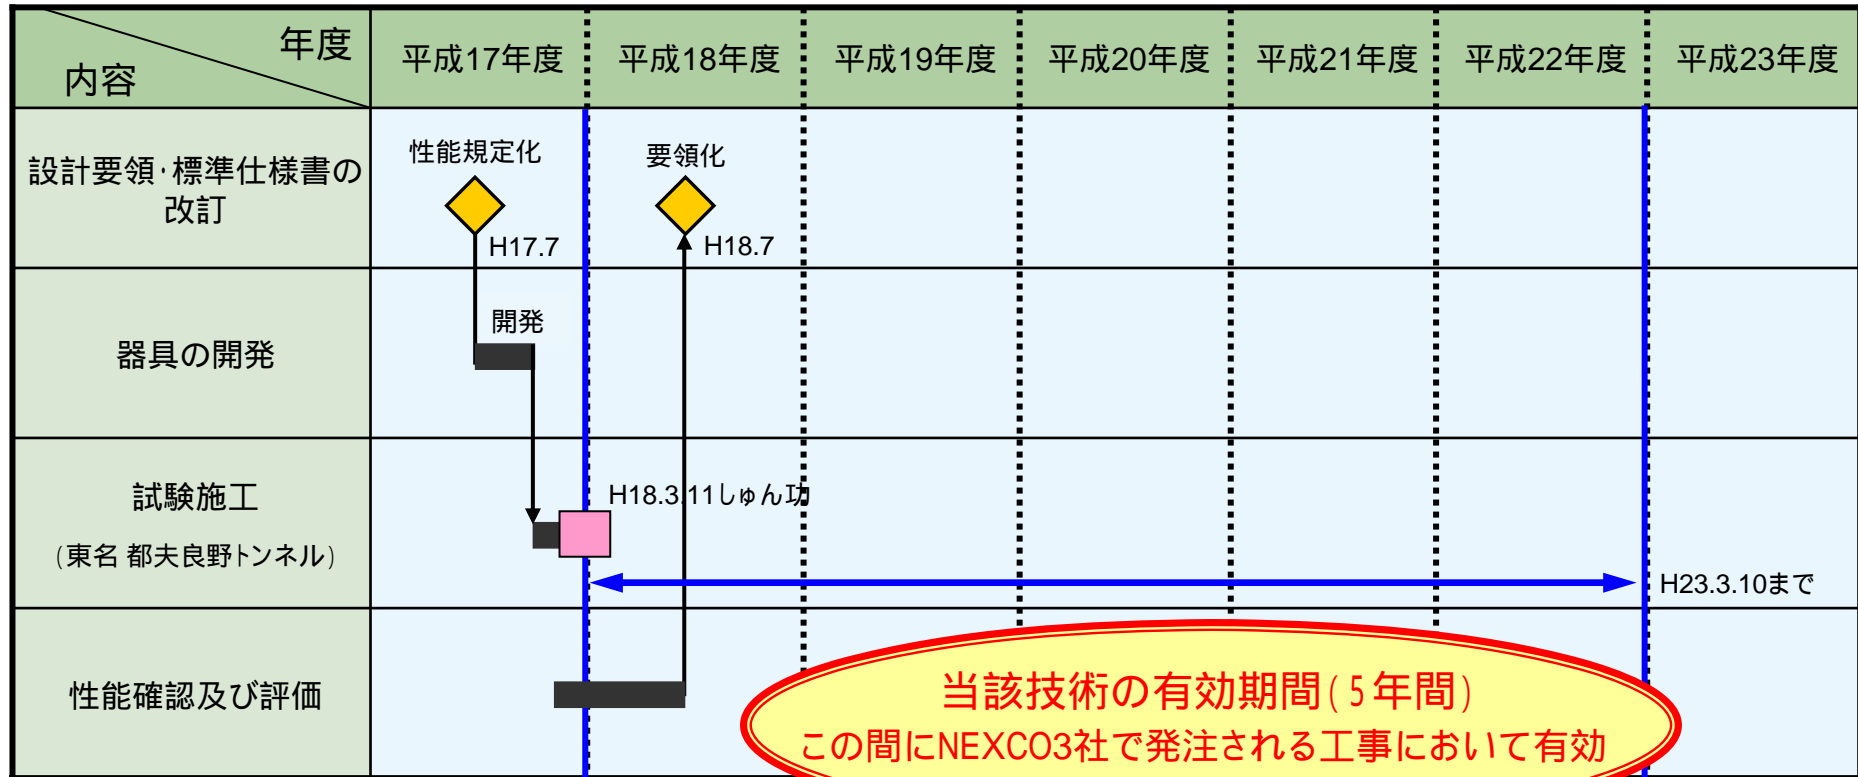 年度
内容
平成17年度
平成18年度
平成19年度
平成20年度
平成21年度
平成22年度
平成23年度
設計要領・標準仕様書の
改訂
性能規定化
H17.7
要領化
H18.7
器具の開発
開発
試験施工
(東名 都夫良野トンネル)
H18.3.11しゅん功
H23.3.10まで
性能確認及び評価
当該技術の有効期間(5年間)
この間にNEXCO3社で発注される工事において有効